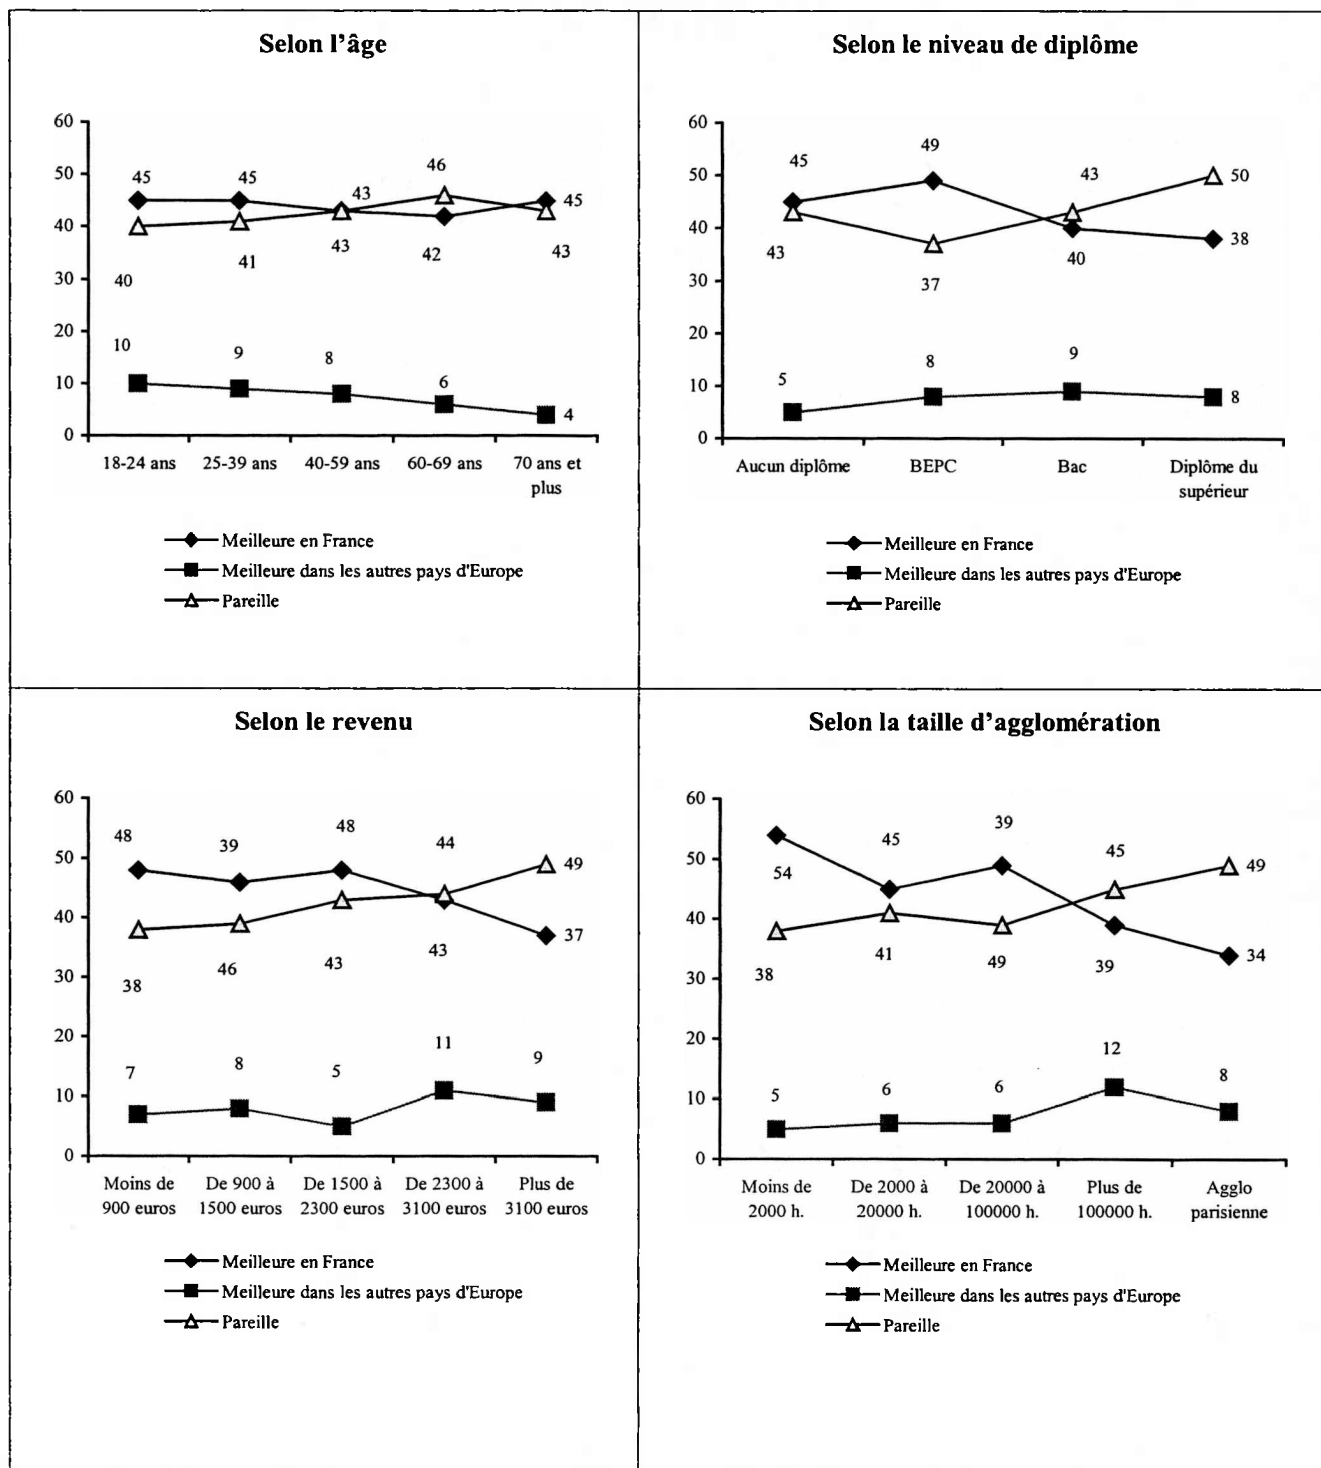 Selon l'âge
60
50
40
30
20
10
0
45 45 43 46 45
40 41 43 42 43
10 9 8 6 4
18-24 ans 25-39 ans 40-59 ans 60-69 ans 70 ans et
plus
Meilleure en France
Meilleure dans les autres pays d'Europe
Pareille
Selon le niveau de diplôme
60
50
40
30
20
10
0
45 49 43 50
43 37 40 38
5 8 9 8
Aucun diplôme BEPC Bac Diplôme du
supérieur
Meilleure en France
Meilleure dans les autres pays d'Europe
Pareille
Selon le revenu
60
50
40
30
20
10
0
48 39 48 44 49
38 46 43 43 37
7 8 5 11 9
Moins de De 900 à De 1500 à De 2300 à Plus de
900 euros 1500 euros 2300 euros 3100 euros 3100 euros
Meilleure en France
Meilleure dans les autres pays d'Europe
Pareille
Selon la taille d'agglomération
60
50
40
30
20
10
0
54 45 39 45 49
38 41 49 39 34
5 6 6 12 8
Moins de De 2000 à De 20000 à Plus de Agglo
2000 h. 20000 h. 100000 h. 100000 h. parisienne
Meilleure en France
Meilleure dans les autres pays d'Europe
Pareille